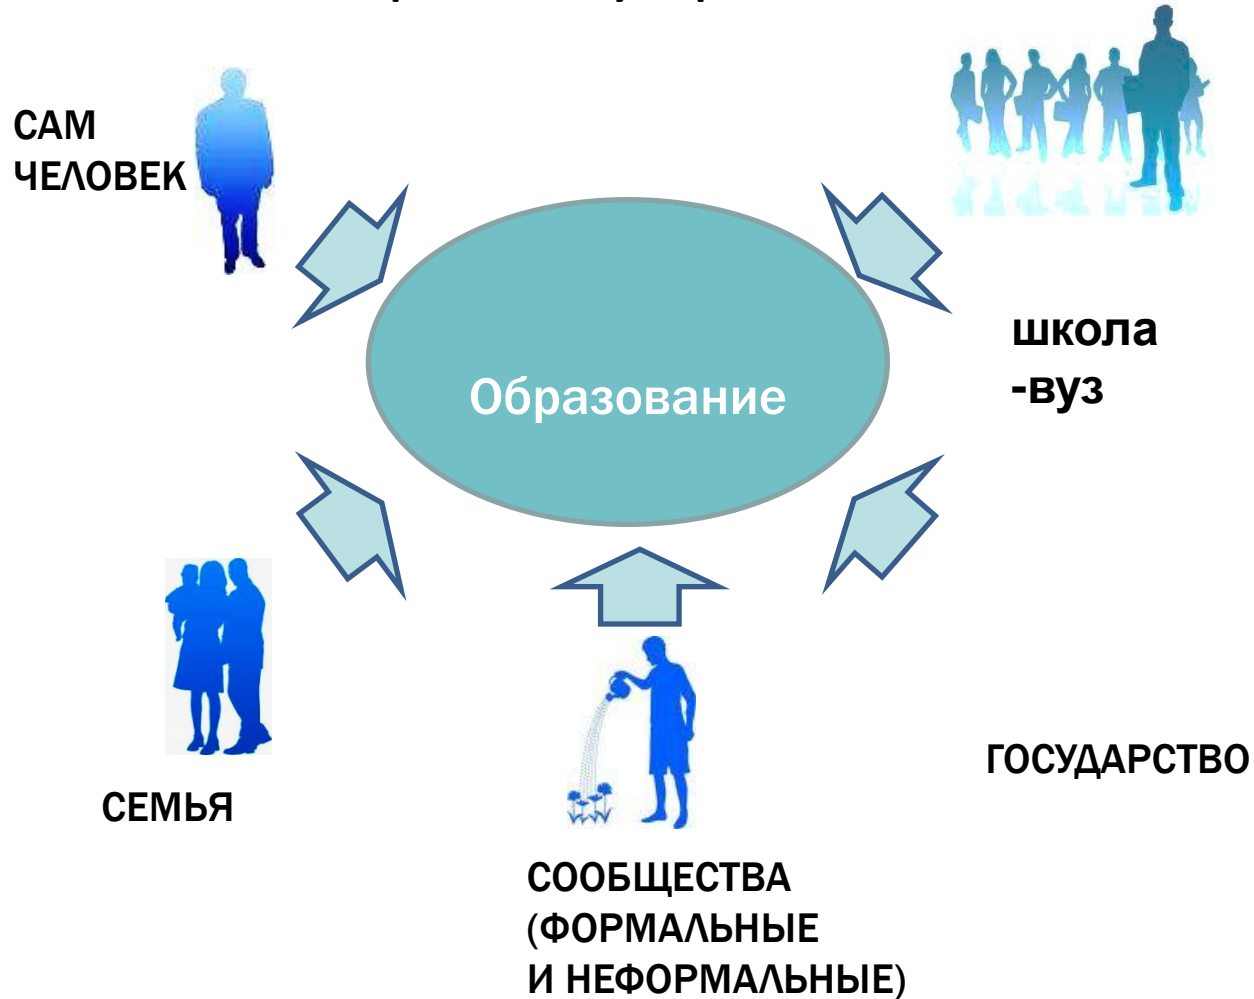 САМ
ЧЕЛОВЕК
школа
-вуз
Образование
ГОСУДАРСТВО
СЕМЬЯ
СООБЩЕСТВА
(ФОРМАЛЬНЫЕ
И НЕФОРМАЛЬНЫЕ)